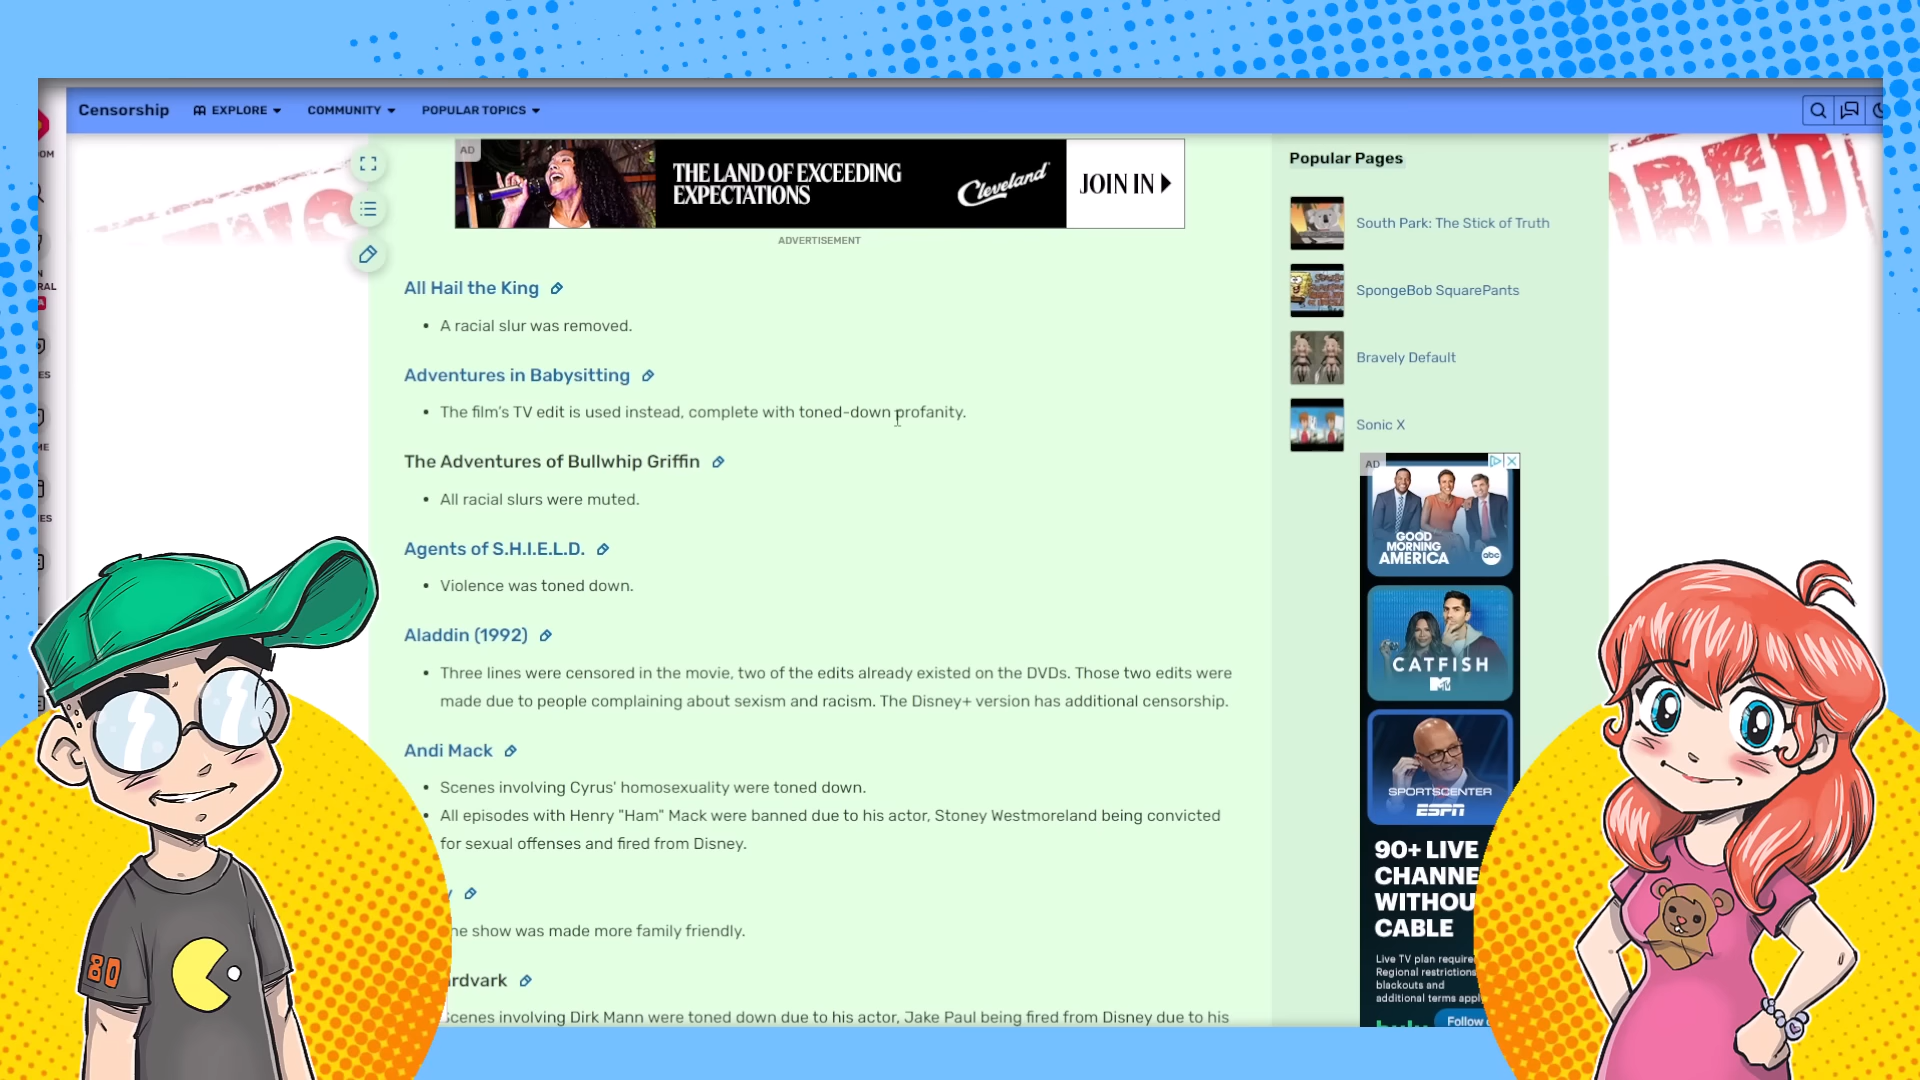 Censorship
EXPLORE
COMMUNITY
POPULAR TOPICS
AD
THE LAND OF EXCEEDING
EXPECTATIONS
Cleveland
JOIN IN
ADVERTISEMENT
All Hail the King
• A racial slur was removed.
Adventures in Babysitting
• The film's TV edit is used instead, complete with toned-down profanity.
The Adventures of Bullwhip Griffin
• All racial slurs were muted.
Agents of S.H.I.E.L.D.
• Violence was toned down.
Aladdin (1992)
• Three lines were censored in the movie, two of the edits already existed on the DVDs. Those two edits were
made due to people complaining about sexism and racism. The Disney+ version has additional censorship.
Andi Mack
• Scenes involving Cyrus' homosexuality were toned down.
• All episodes with Henry "Ham" Mack were banned due to his actor, Stoney Westmoreland being convicted
for sexual offenses and fired from Disney.
show was made more family friendly.
Scenes involving Dirk Mann were toned down due to his actor, Jake Paul being fired from Disney due to his
Popular Pages
South Park: The Stick of Truth
SpongeBob SquarePants
Bravely Default
Sonic X
AD
GOOD
MORNING
AMERICA
abc
CATFISH
MTV
SPORTSCENTER
ESPN
90+ LIVE
CHANNE
WITHOU
CABLE
Live TV plan require
Regional restrictions
blackouts and
additional terms appl
hulu
Follow
80